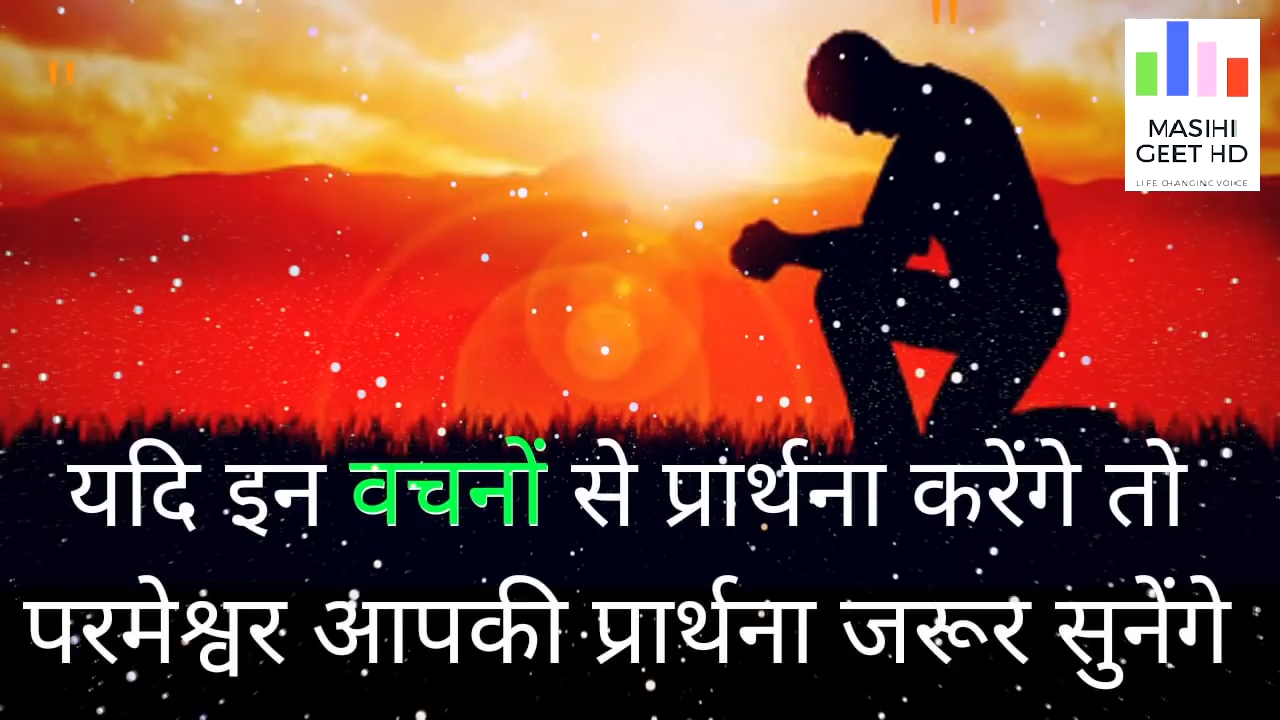 MASIHI
GEET HD
LIFE CHANGING VOICE
यदि इन वचनों से प्रार्थना करेंगे तो
परमेश्वर आपकी प्रार्थना जरूर सुनेंगे